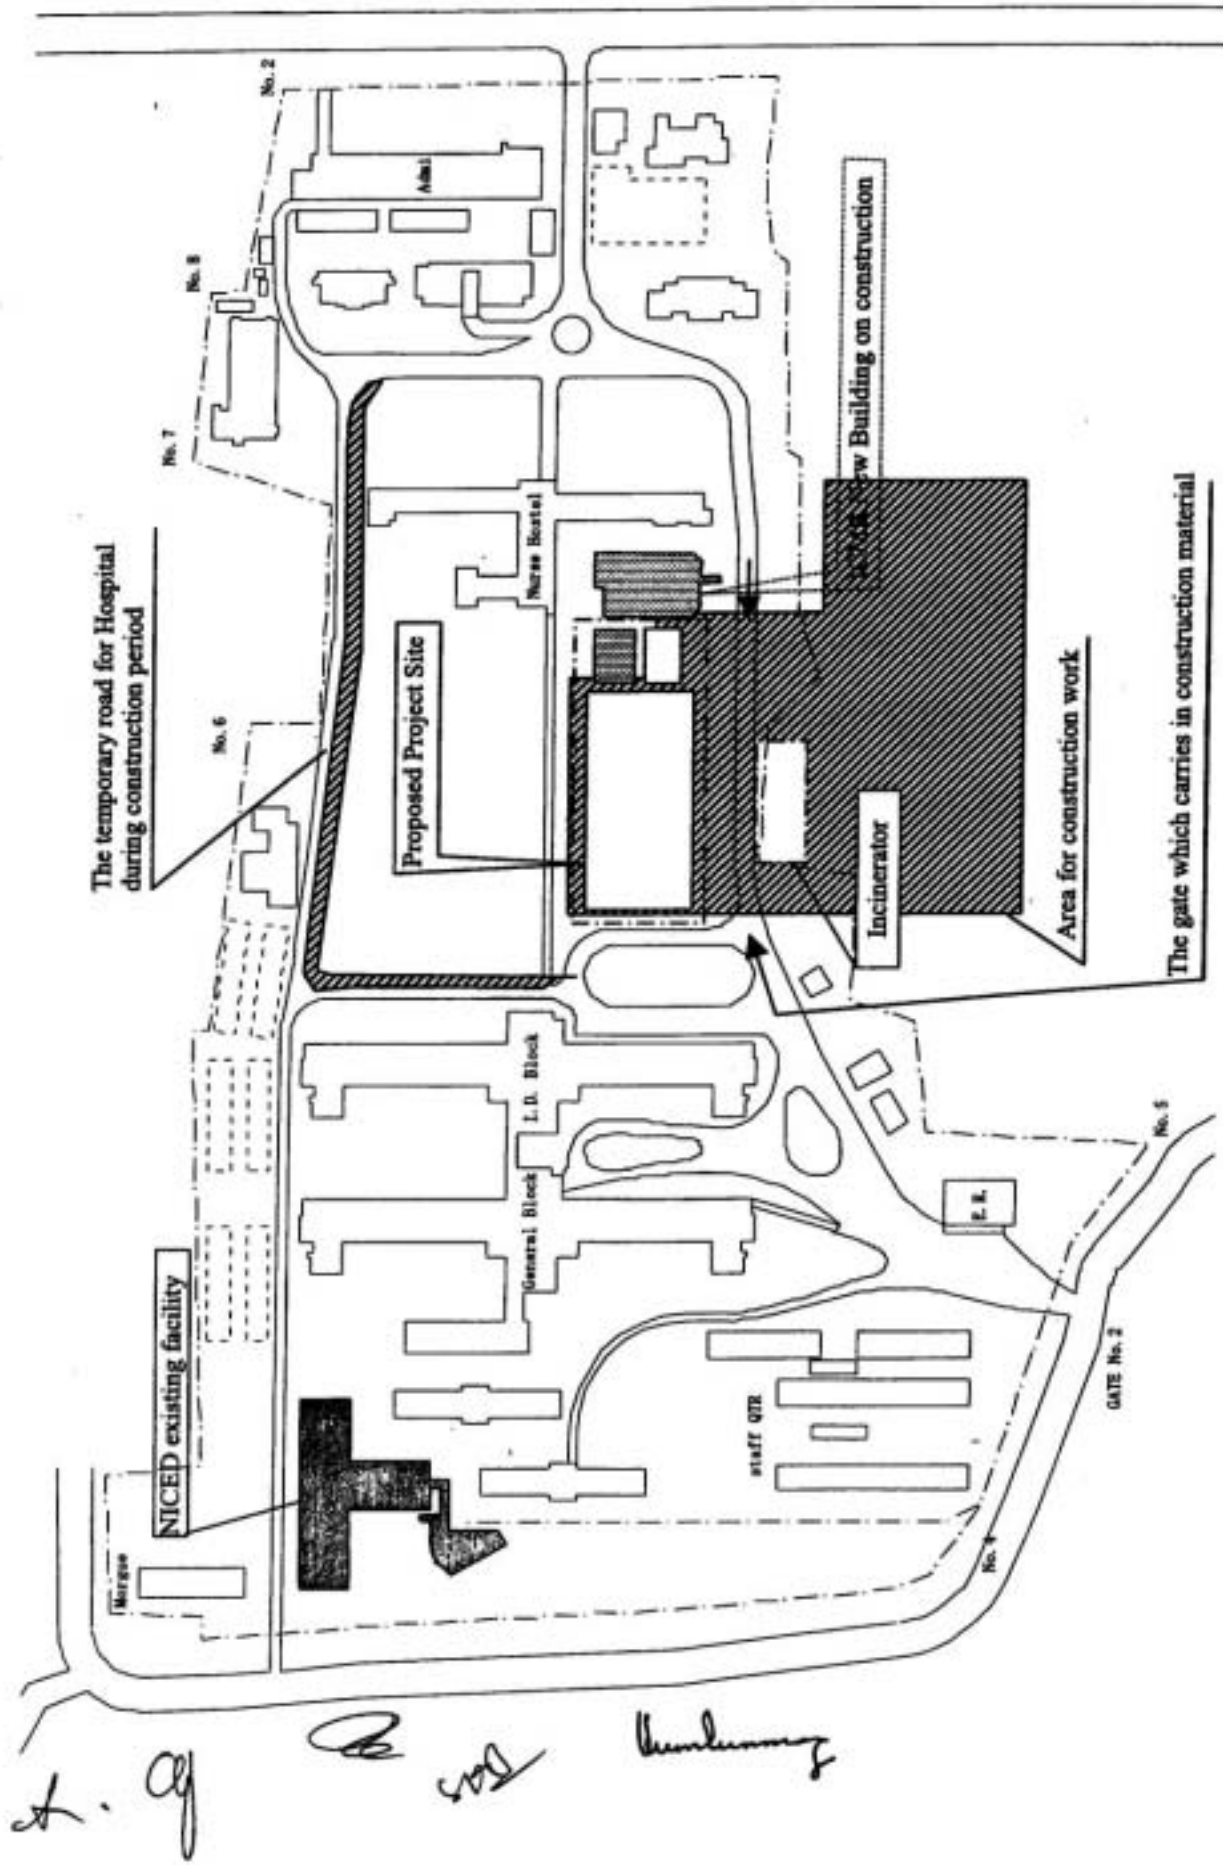 The temporary road for Hospital
during construction period
NICED existing facility
Morgue
No. 6
No. 7
No. 8
No. 2
Admi
Proposed Project Site
Nurse Hostel
I.D. Block
General Block
staff QTR
New Building on construction
Incinerator
Area for construction work
The gate which carries in construction material
E. R.
No. 5
No. 4
GATE No. 2
Das